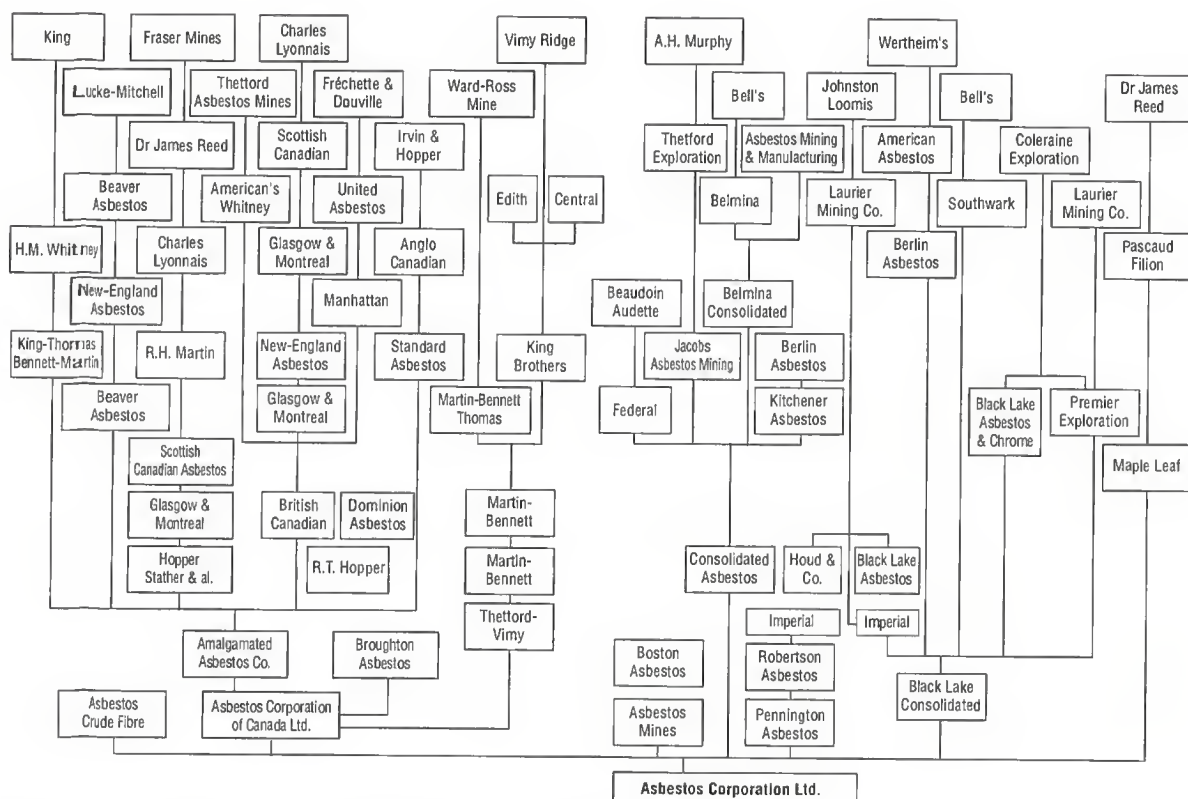 King
Fraser Mines
Charles
Lyonnais
Vimy Ridge
A.H. Murphy
Wertheim's
Lucke-Mitchell
Thetford
Asbestos Mines
Fréchette &
Douville
Ward-Ross
Mine
Bell's
Johnston
Loomis
Bell's
Dr James
Reed
Dr James Reed
Scottish
Canadian
Irvin &
Hopper
Thetford
Exploration
Asbestos Mining
& Manufacturing
American
Asbestos
Coleraine
Exploration
Beaver
Asbestos
American's
Whitney
United
Asbestos
Edith
Central
Belmina
Laurier
Mining Co.
Southwark
Laurier
Mining Co.
H.M. Whitney
Charles
Lyonnais
Glasgow &
Montreal
Anglo
Canadian
Berlin
Asbestos
Pascaud
Filion
New-England
Asbestos
Manhattan
Beaudoin
Audette
Belmina
Consolidated
King-Thomas
Bennett-Martin
R.H. Martin
New-England
Asbestos
Standard
Asbestos
King
Brothers
Jacobs
Asbestos Mining
Berlin
Asbestos
Beaver
Asbestos
Glasgow &
Montreal
Martin-Bennett
Thomas
Federal
Kitchener
Asbestos
Black Lake
Asbestos
& Chrome
Premier
Exploration
Scottish
Canadian Asbestos
Maple Leaf
Glasgow &
Montreal
British
Canadian
Dominion
Asbestos
Martin-
Bennett
Hopper
Stather & al.
R.T. Hopper
Martin-
Bennett
Consolidated
Asbestos
Houd &
Co.
Black Lake
Asbestos
Thettord-
Vimy
Imperial
Imperial
Amalgamated
Asbestos Co.
Broughton
Asbestos
Boston
Asbestos
Robertson
Asbestos
Black Lake
Consolidated
Asbestos
Crude Fibre
Asbestos Corporation
of Canada Ltd.
Asbestos
Mines
Pennington
Asbestos
Asbestos Corporation Ltd.